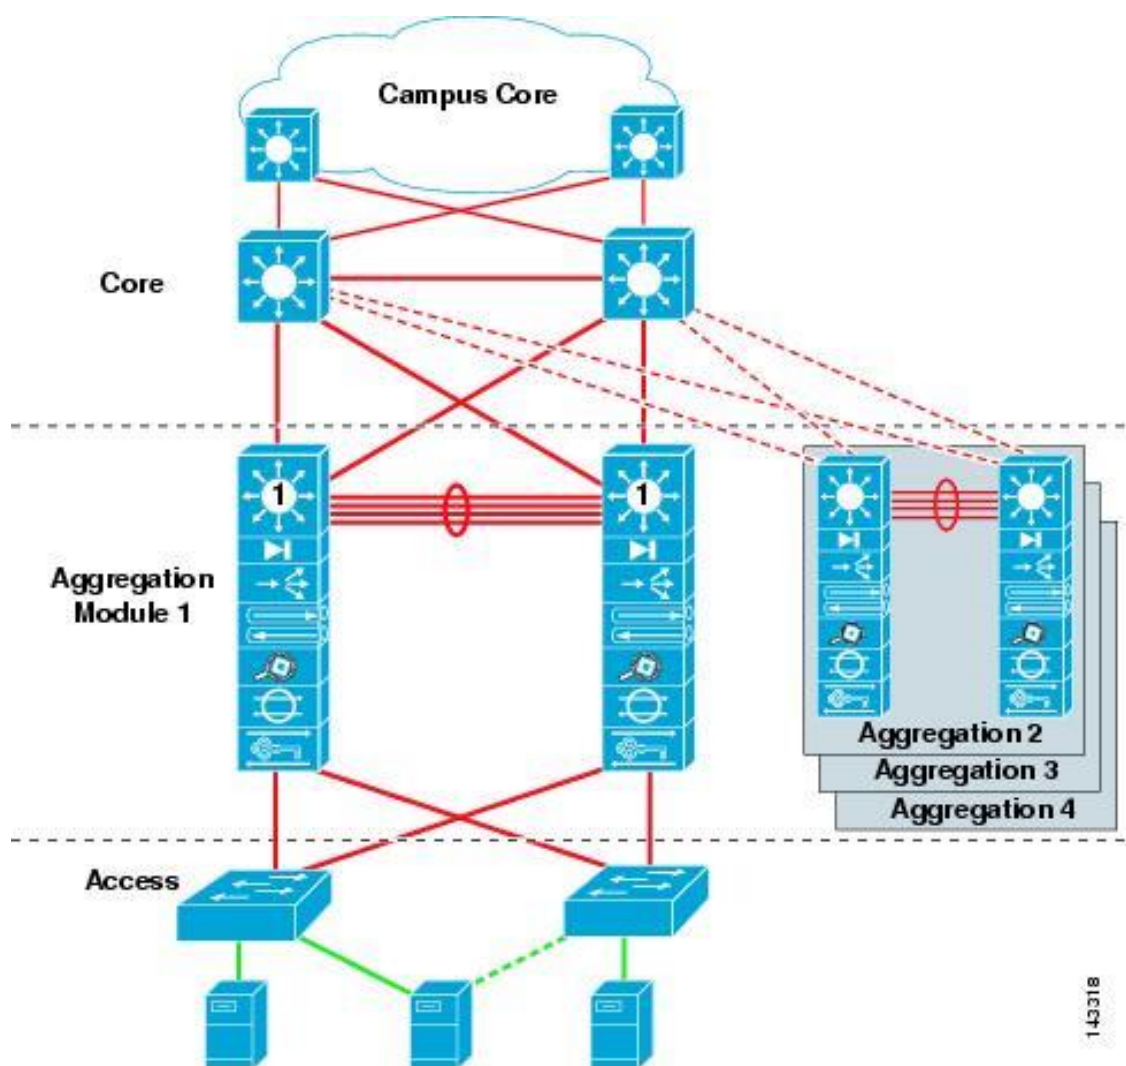 Campus Core
Core
1
1
Aggregation
Module 1
Aggregation 2
Aggregation 3
Aggregation 4
Access
143318